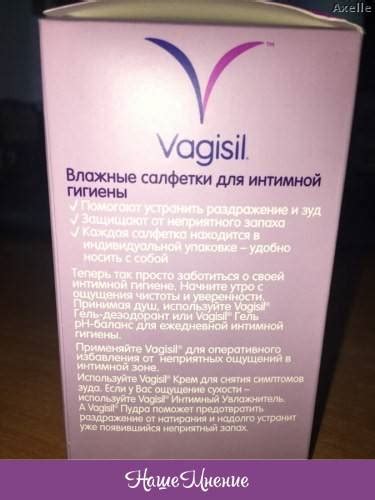 Axelle
Vagisil
Влажные салфетки для интимной
гигиены
√ Помогают устранить раздражение и зуд
√ Защищают от неприятного запаха
√ Каждая салфетка находится в
индивидуальной упаковке – удобно
носить с собой
Теперь так просто заботиться о своей
интимной гигиене. Начните утро с
ощущения чистоты и уверенности.
Принимая душ, используйте Vagisil®
Гель-дезодорант или Vagisil® Гель
pH-баланс для ежедневной интимной
гигиены.
Применяйте Vagisil® для оперативного
избавления от неприятных ощущений в
интимной зоне.
Используйте Vagisil® Крем для снятия симптомов
зуда. Если у Вас ощущение сухости –
используйте Vagisil® Интимный Увлажнитель.
А Vagisil® Пудра поможет предотвратить
раздражение от натирания и надолго устранит
уже появившийся неприятный запах.
НашеМнение